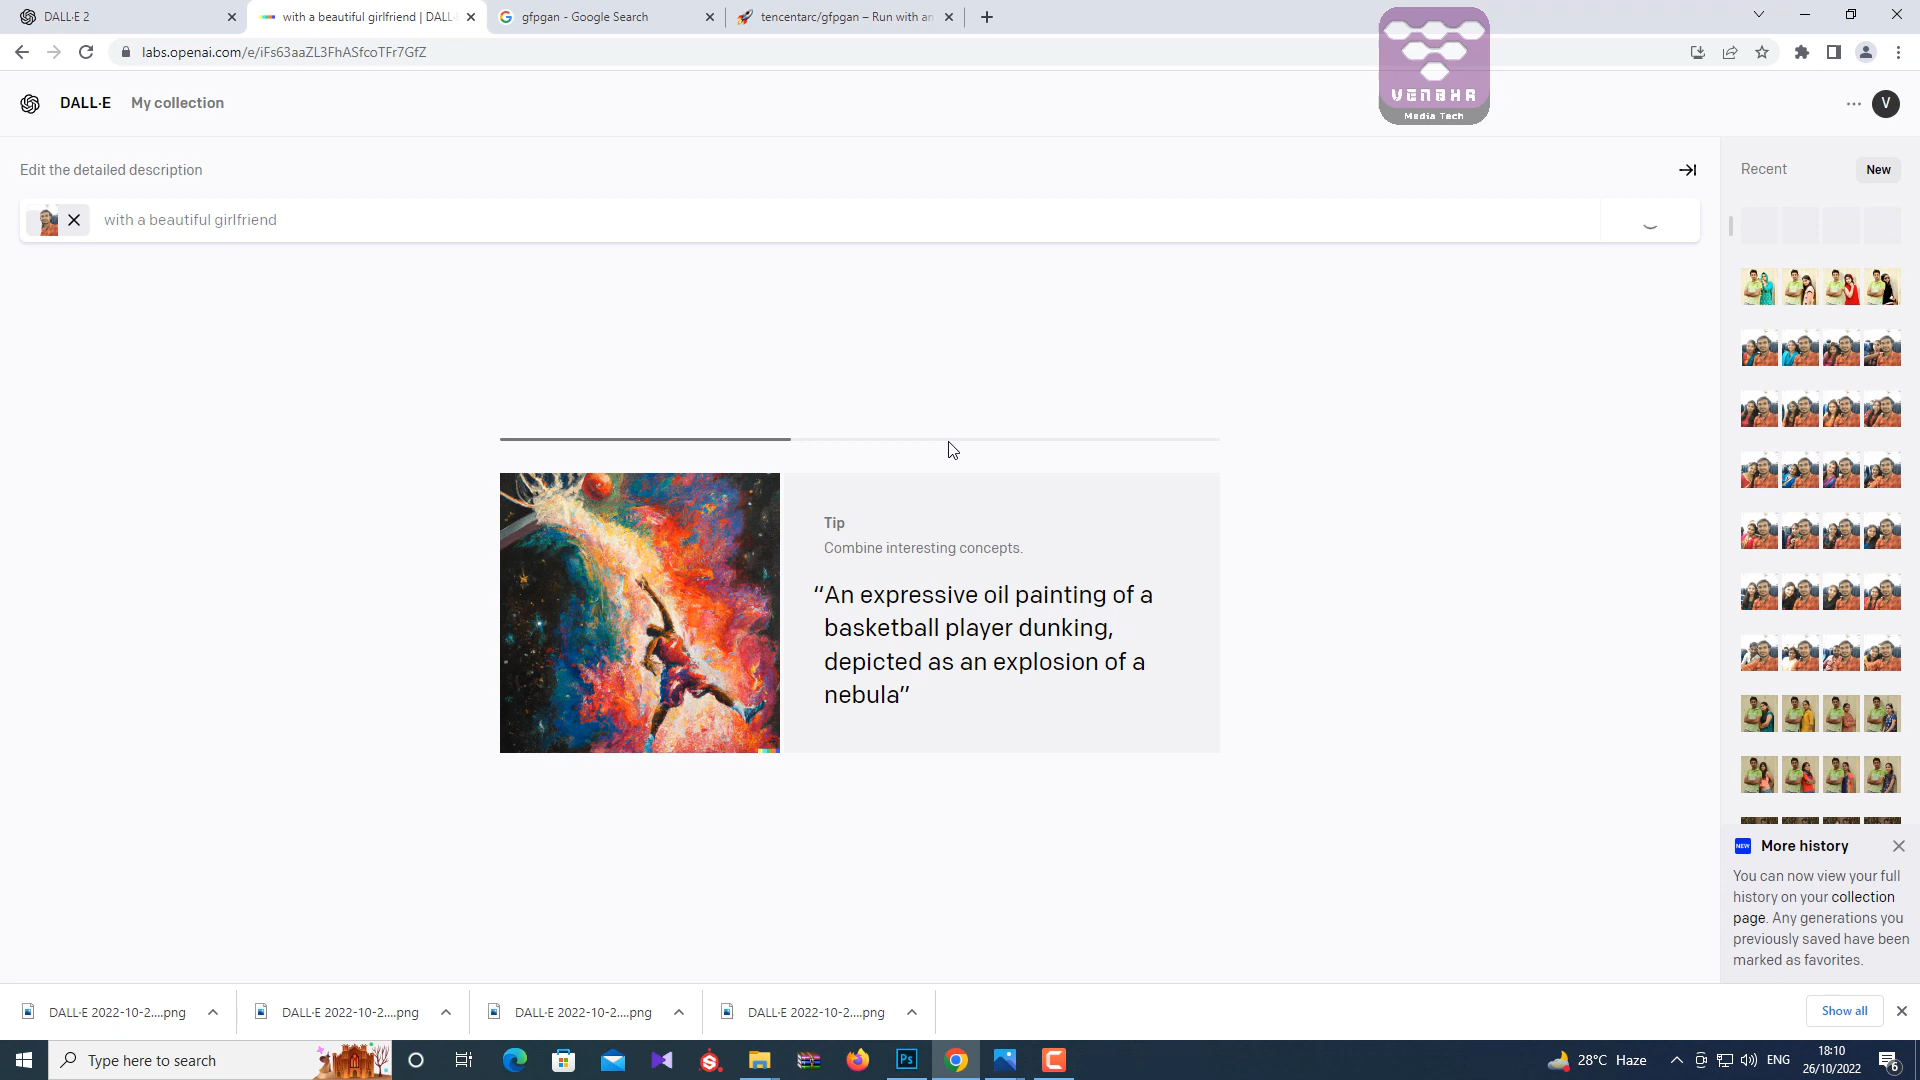 DALL·E 2
with a beautiful girlfriend | DALL·
gfpgan - Google Search
tencentarc/gfpgan – Run with an
labs.openai.com/e/iFs63aaZL3FhASfcoTFr7GfZ
VENBHA
Media Tech
DALL·E
My collection
V
Edit the detailed description
Recent
New
with a beautiful girlfriend
Tip
Combine interesting concepts.
“An expressive oil painting of a
basketball player dunking,
depicted as an explosion of a
nebula”
NEW
More history
You can now view your full
history on your collection
page. Any generations you
previously saved have been
marked as favorites.
DALL·E 2022-10-2....png
DALL·E 2022-10-2....png
DALL·E 2022-10-2....png
DALL·E 2022-10-2....png
Show all
Type here to search
Ps
28°C Haze
ENG
18:10
26/10/2022
6